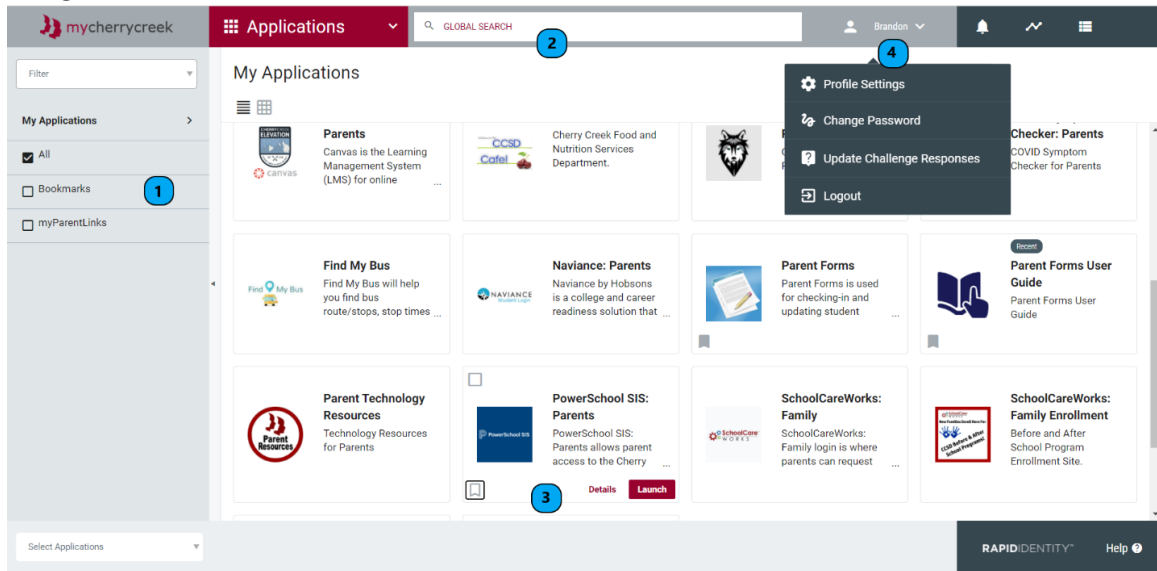 mycherrycreek
Applications
GLOBAL SEARCH
2
Brandon
4
Filter
My Applications
All
Bookmarks
1
myParentLinks
My Applications
Profile Settings
Change Password
Update Challenge Responses
Logout
ELEVATION
canvas
Parents
Canvas is the Learning
Management System
(LMS) for online ...
CCSD
Cafe!
Cherry Creek Food and
Nutrition Services
Department.
Checker: Parents
COVID Symptom
Checker for Parents
Find My Bus
Find My Bus
Find My Bus will help
you find bus
route/stops, stop times ...
NAVIANCE
Student Login
Naviance: Parents
Naviance by Hobsons
is a college and career
readiness solution that ...
Parent Forms
Parent Forms is used
for checking-in and
updating student ...
Recent
Parent Forms User
Guide
Parent Forms User
Guide
Parent
Resources
Parent Technology
Resources
Technology Resources
for Parents
PowerSchool SIS
PowerSchool SIS:
Parents
PowerSchool SIS:
Parents allows parent
access to the Cherry ...
3
Details
Launch
SchoolCare
WORKS
SchoolCareWorks:
Family
SchoolCareWorks:
Family login is where
parents can request ...
SchoolCareWorks:
Family Enrollment
Before and After
School Program
Enrollment Site.
Select Applications
RAPIDIDENTITY™
Help